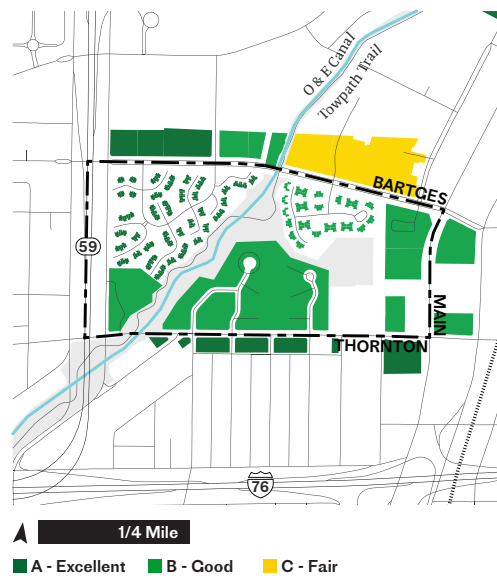 O & E Canal
Towpath Trail
BARTGES
59
MAIN
THORNTON
76
1/4 Mile
A - Excellent
B - Good
C - Fair